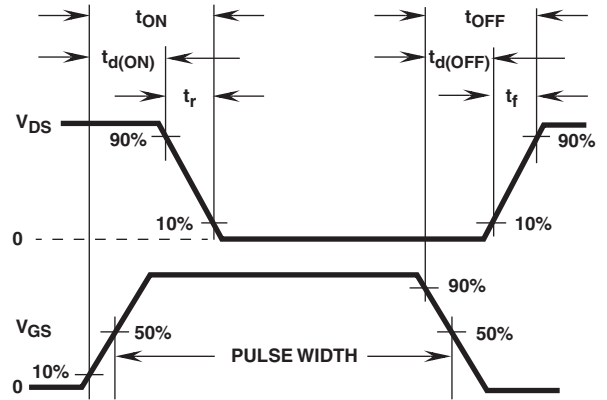 tON tOFF
td(ON) td(OFF)
tr tf
VDS
90% 90%
10% 10%
0
90%
VGS 50% PULSE WIDTH 50%
10%
0